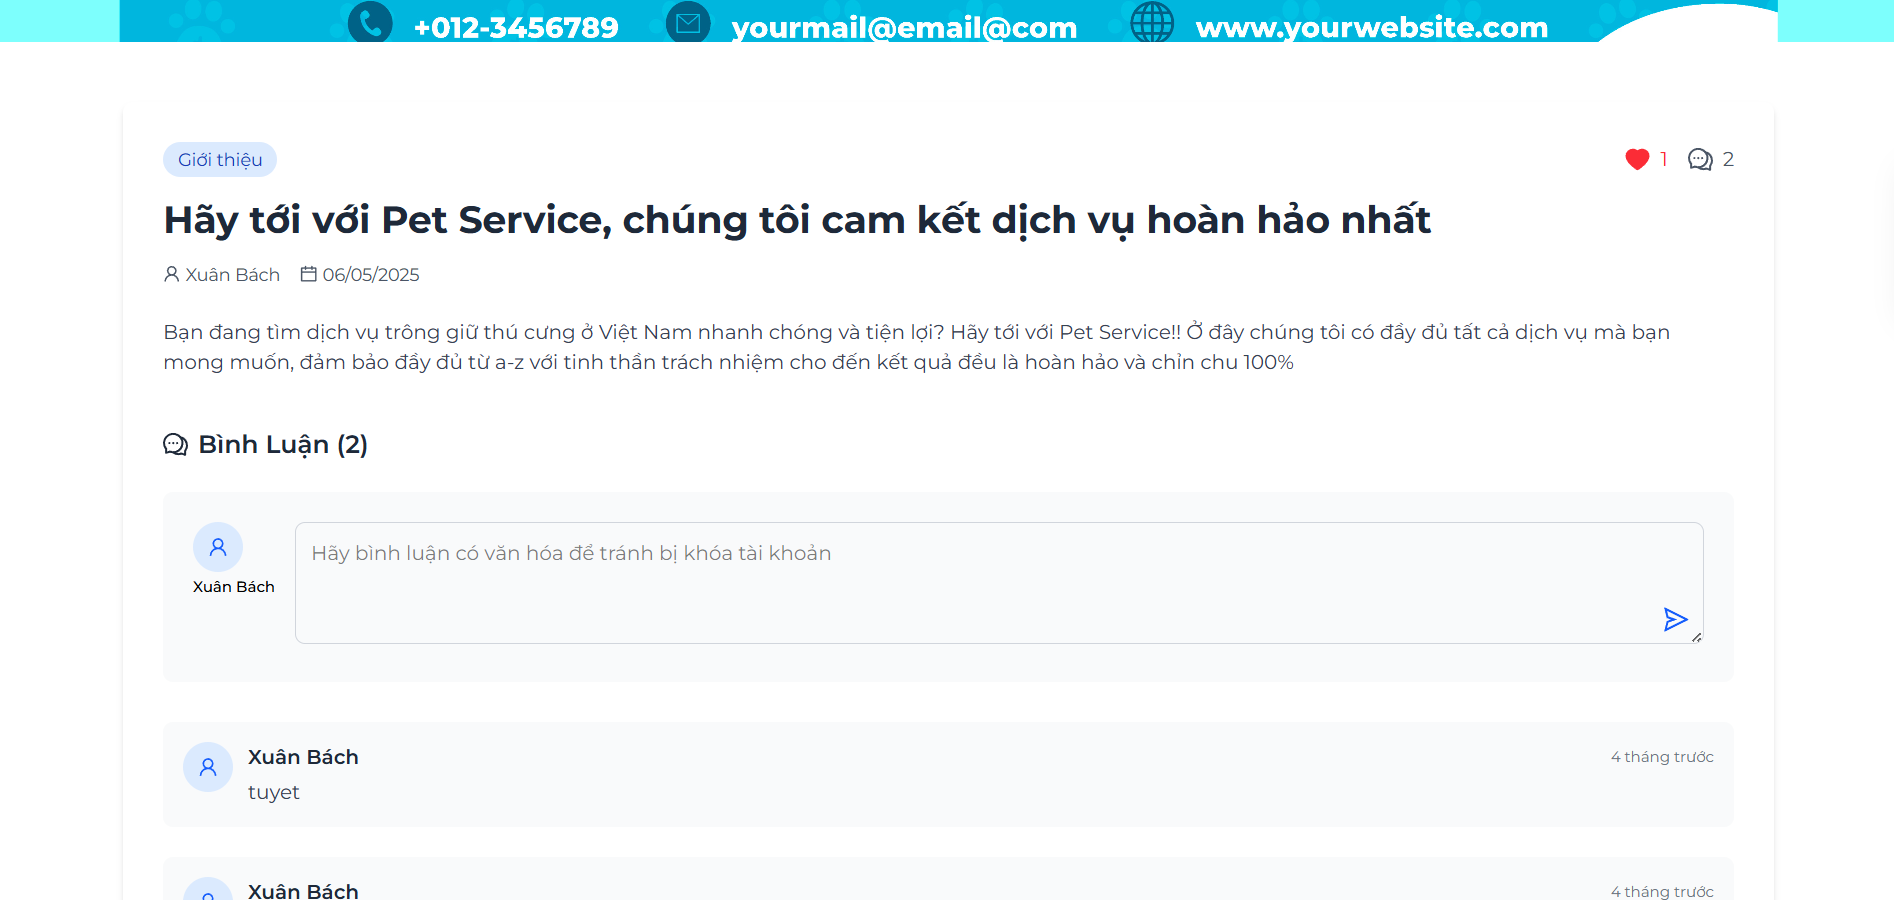 +012-3456789 yourmail@email@com www.yourwebsite.com
Giới thiệu 1 2
Hãy tới với Pet Service, chúng tôi cam kết dịch vụ hoàn hảo nhất
Xuân Bách 06/05/2025
Bạn đang tìm dịch vụ trông giữ thú cưng ở Việt Nam nhanh chóng và tiện lợi? Hãy tới với Pet Service!! Ở đây chúng tôi có đầy đủ tất cả dịch vụ mà bạn
mong muốn, đảm bảo đầy đủ từ a-z với tinh thần trách nhiệm cho đến kết quả đều là hoàn hảo và chỉn chu 100%
Bình Luận (2)
Hãy bình luận có văn hóa để tránh bị khóa tài khoản
Xuân Bách
Xuân Bách 4 tháng trước
tuyet
Xuân Bách 4 tháng trước